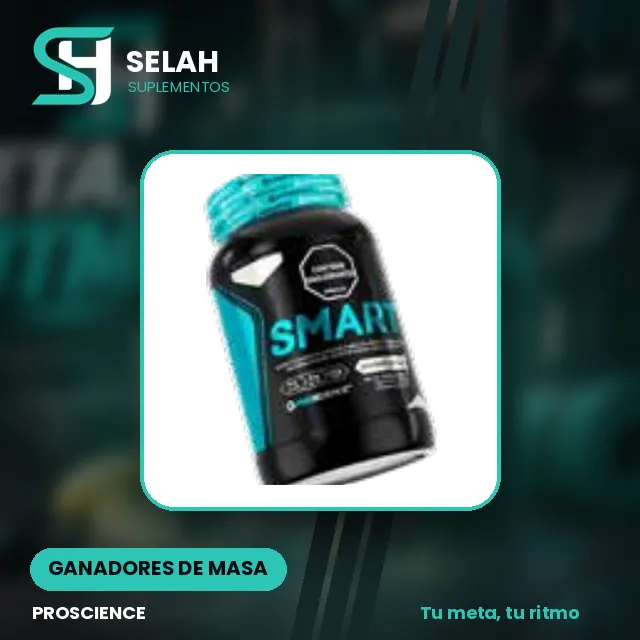 SELAH
SUPLEMENTOS
SMART
GANADORES DE MASA
PROSCIENCE
Tu meta, tu ritmo